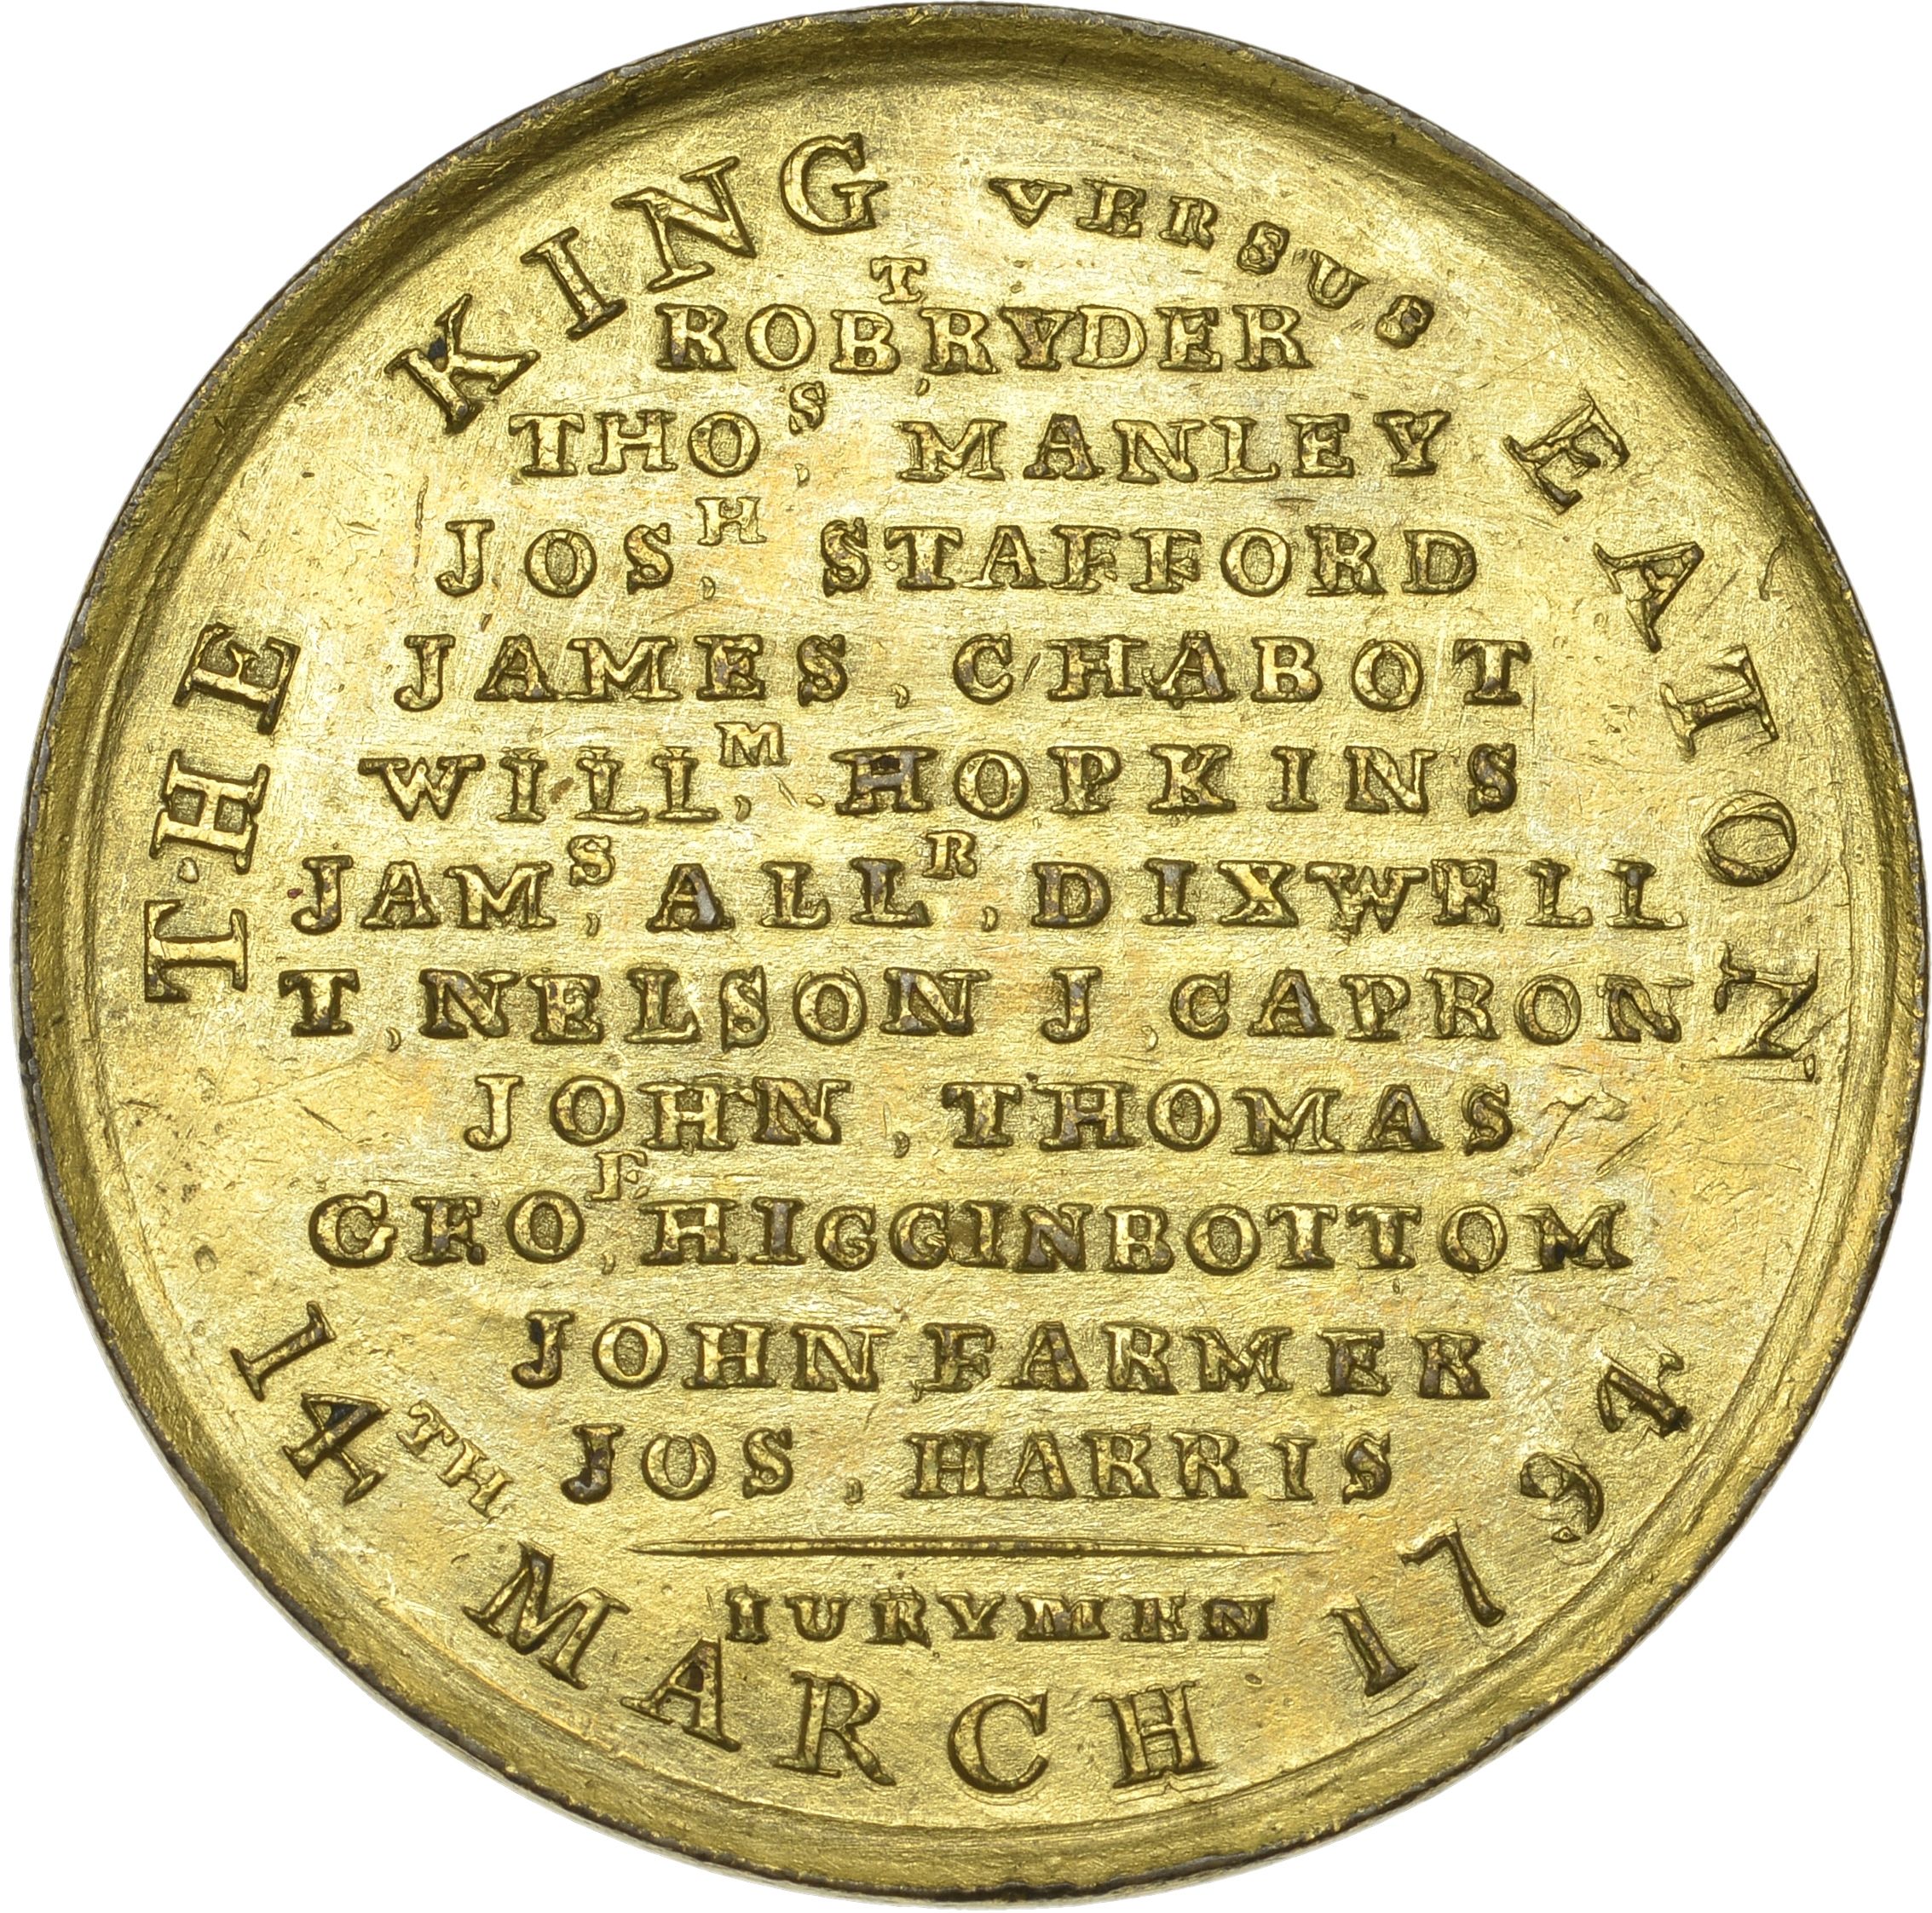 THE KING VERSUS EATON
ROBT, RYDER
THOS, MANLEY
JOSH, STAFFORD
JAMES, CHABOT
WILLM, HOPKINS
JAMS, ALLR, DIXWELL
T, NELSON J, CAPRON
JOHN, THOMAS
GEOE, HIGGINBOTTOM
JOHN FARMER
JOS, HARRIS
IURYMEN
14TH MARCH 1794